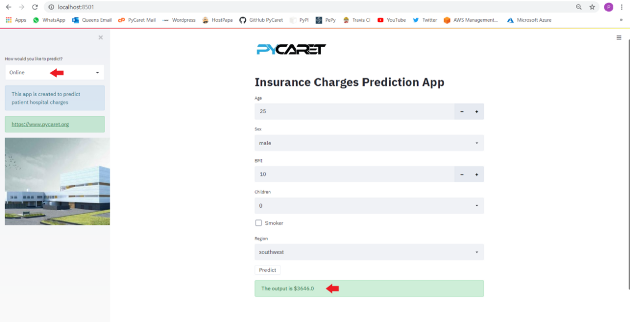 localhost:8501
Apps
WhatsApp
Queens Email
PyCaret Mail
Wordpress
HostPapa
GitHub PyCaret
PyPI
PePy
Travis CI
YouTube
Twitter
AWS Management...
Microsoft Azure
How would you like to predict?
Online
This app is created to predict
patient hospital charges
https://www.pycaret.org
PYCARET
Insurance Charges Prediction App
Age
25
Sex
male
BMI
10
Children
0
Smoker
Region
southwest
Predict
The output is $3646.0